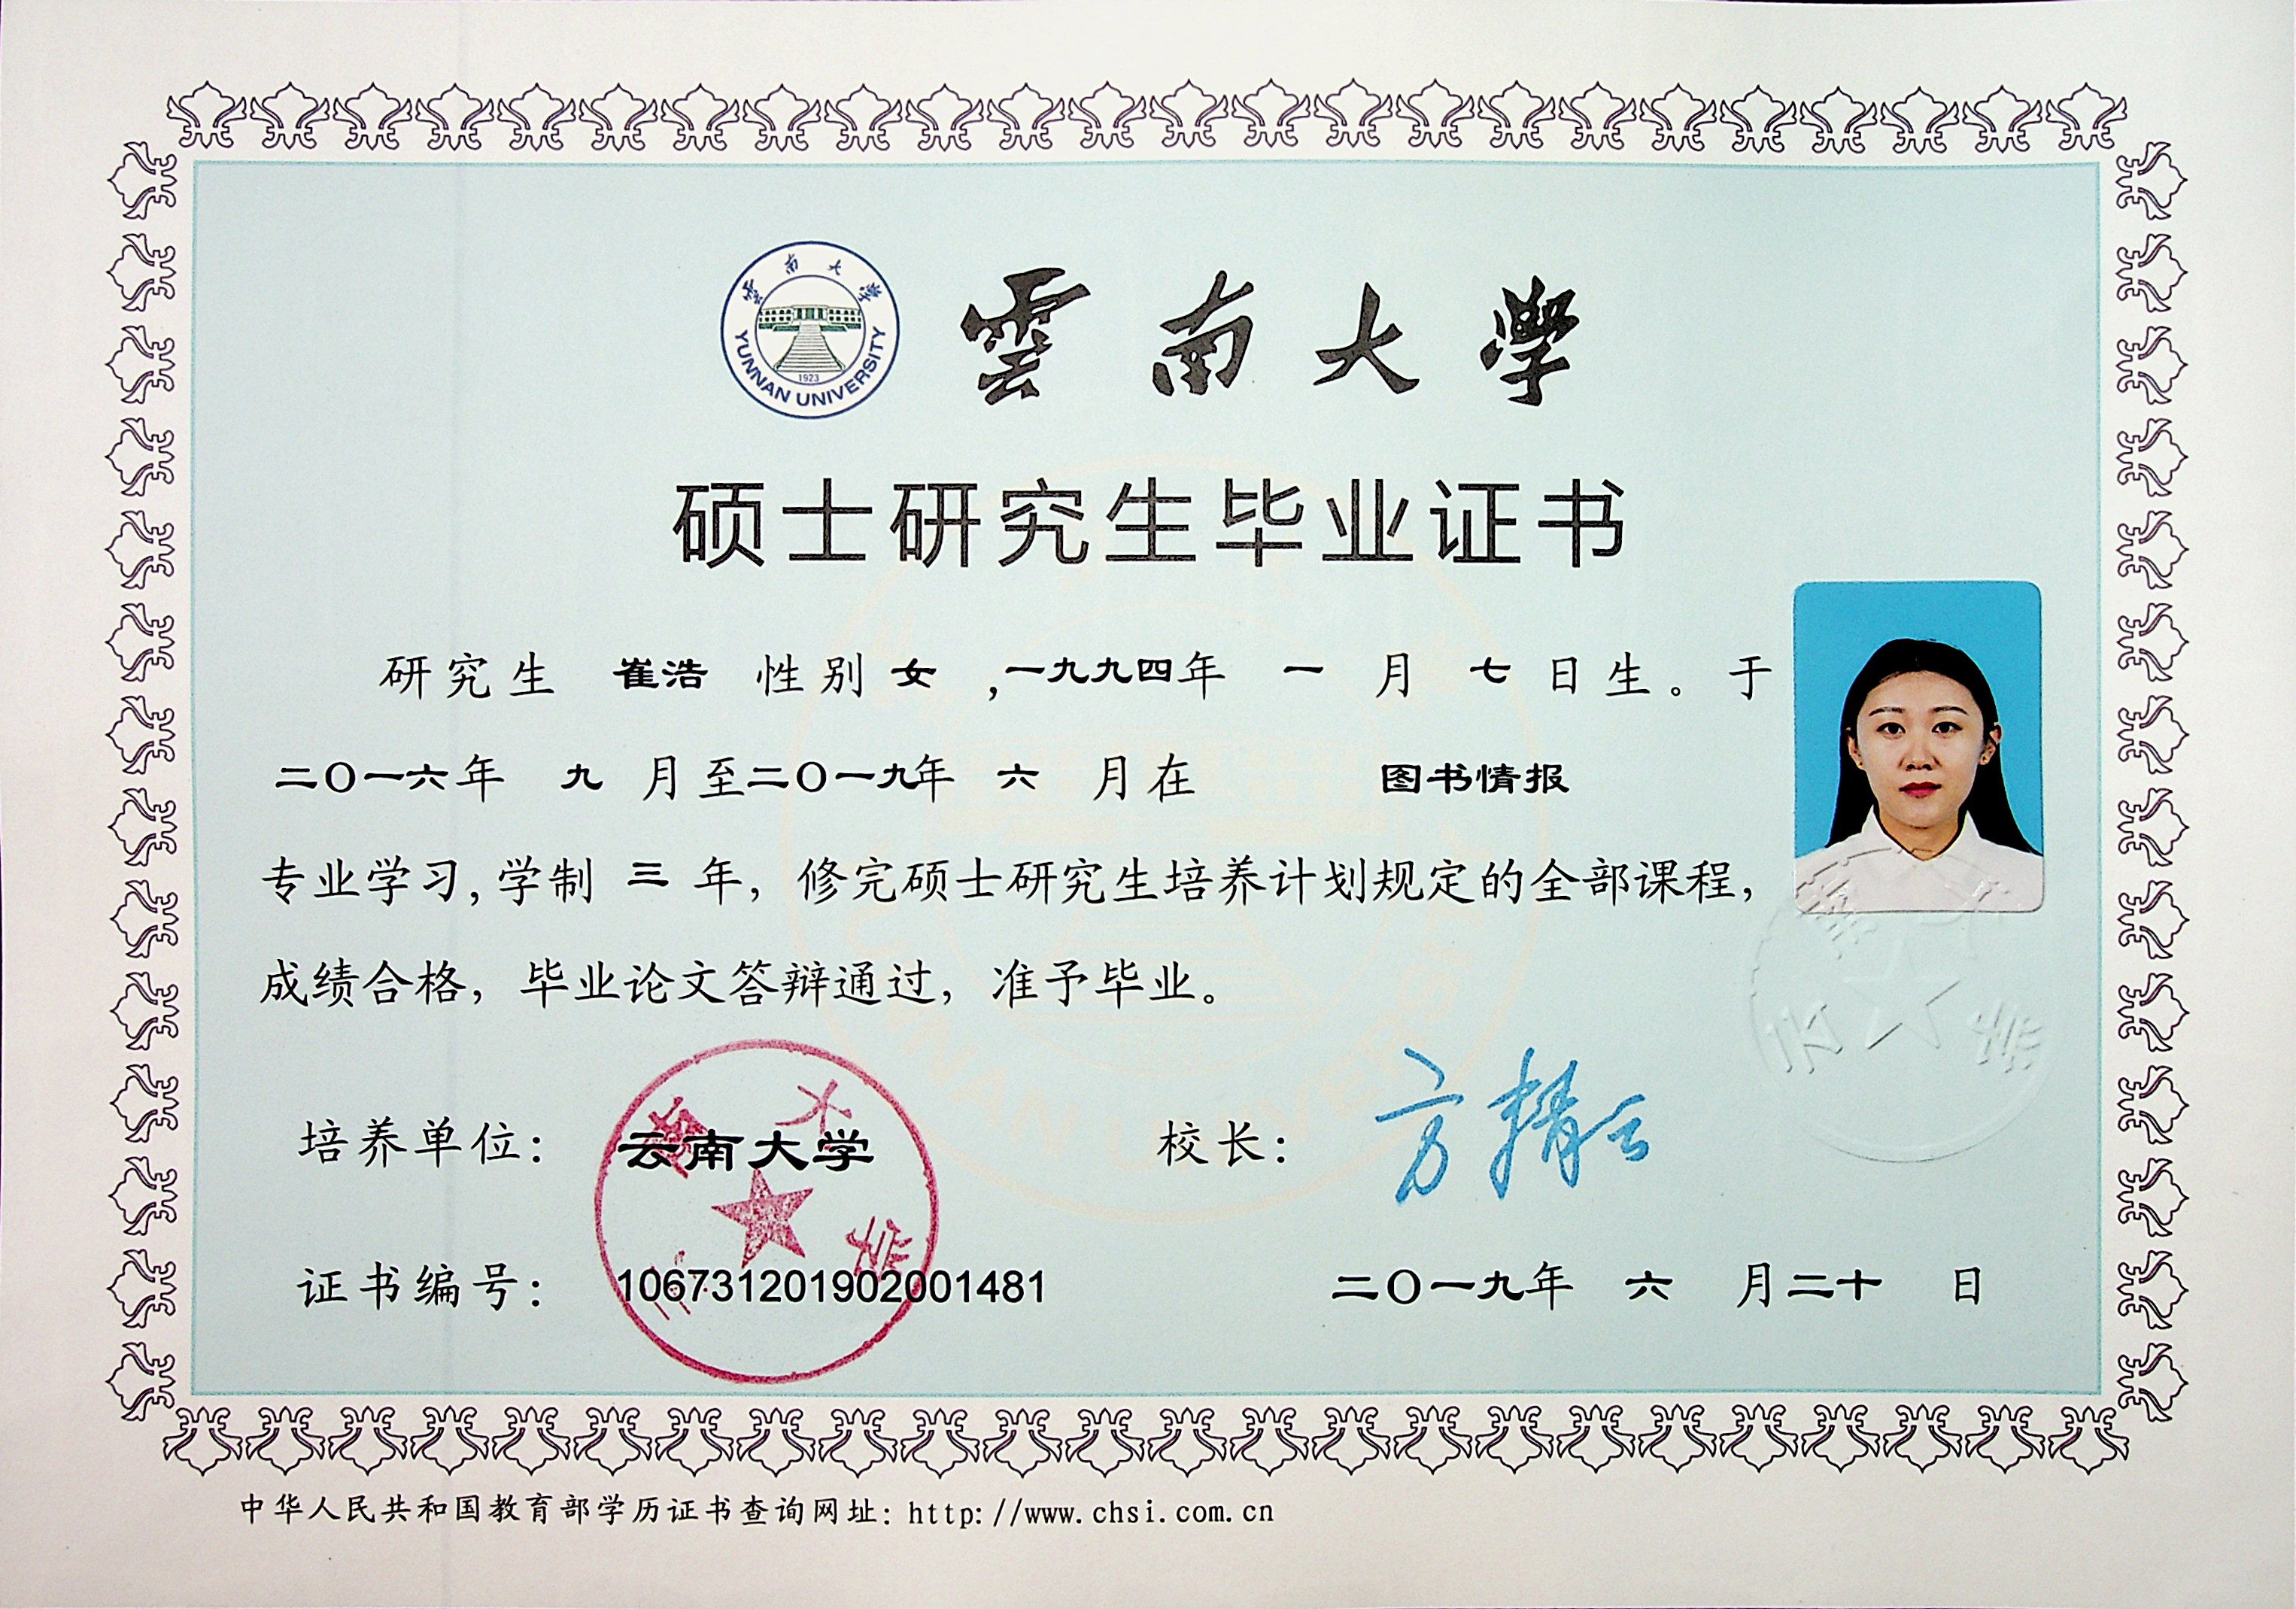 雲南大學
YUNNAN UNIVERSITY
1923
雲南大學
硕士研究生毕业证书
研究生 崔浩 性别 女 ,一九九四年 一 月 七 日生。于
二〇一六年 九 月至二〇一九年 六 月在 图书情报
专业学习,学制 三 年，修完硕士研究生培养计划规定的全部课程，
成绩合格，毕业论文答辩通过，准予毕业。
云南大学
培养单位： 云南大学 校长： 方精云
云南大学
证书编号： 106731201902001481 二〇一九年 六 月二十 日
中华人民共和国教育部学历证书查询网址：http://www.chsi.com.cn